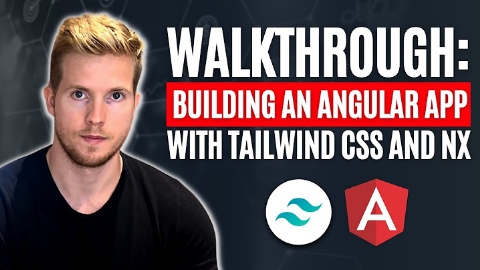 WALKTHROUGH:
BUILDING AN ANGULAR APP
WITH TAILWIND CSS AND NX
A